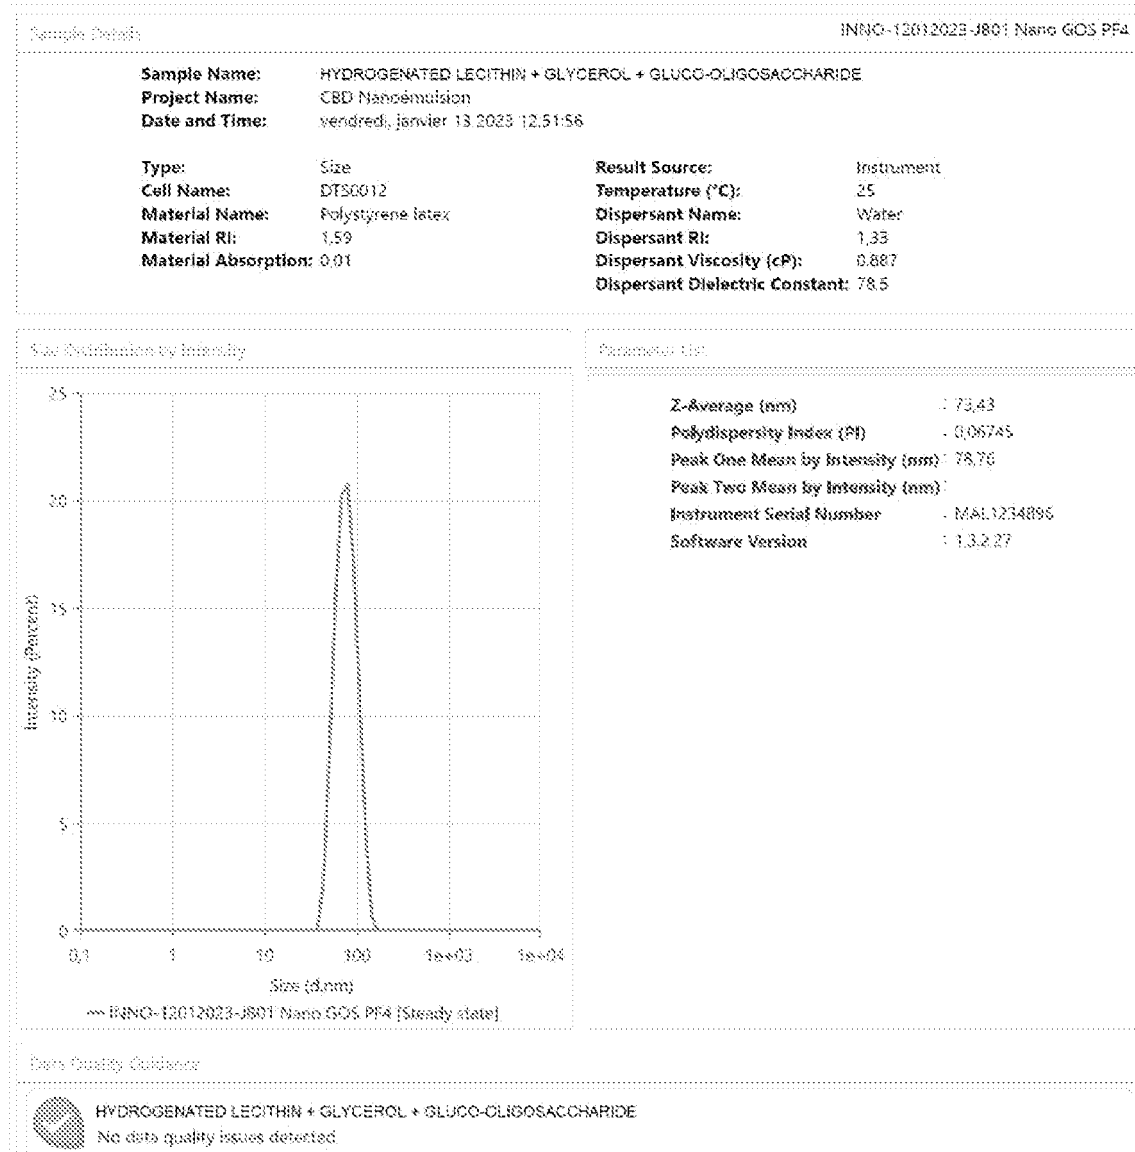 Sample Details
INNO-12012023-J801 Nano GOS PF4
Sample Name: HYDROGENATED LECITHIN + GLYCEROL + GLUCO-OLIGOSACCHARIDE
Project Name: CBD Nanoémulsion
Date and Time: vendredi, janvier 13 2023 12:51:56
Type: Size
Cell Name: DTS0012
Material Name: Polystyrene latex
Material RI: 1,59
Material Absorption: 0,01
Result Source: Instrument
Temperature (°C): 25
Dispersant Name: Water
Dispersant RI: 1,33
Dispersant Viscosity (cP): 0.887
Dispersant Dielectric Constant: 78.5
Size Distribution by Intensity
25
20
15
10
5
0
0,1 1 10 100 1e+03 1e+04
Intensity (Percent)
Size (d.nm)
INNO-12012023-J801 Nano GOS PF4 [Steady state]
Parameter List
Z-Average (nm) : 73,43
Polydispersity Index (PI) : 0,06745
Peak One Mean by Intensity (nm) : 78,76
Peak Two Mean by Intensity (nm) :
Instrument Serial Number : MAL1234896
Software Version : 1.3.2.27
Data Quality Guidance
HYDROGENATED LECITHIN + GLYCEROL + GLUCO-OLIGOSACCHARIDE
No data quality issues detected